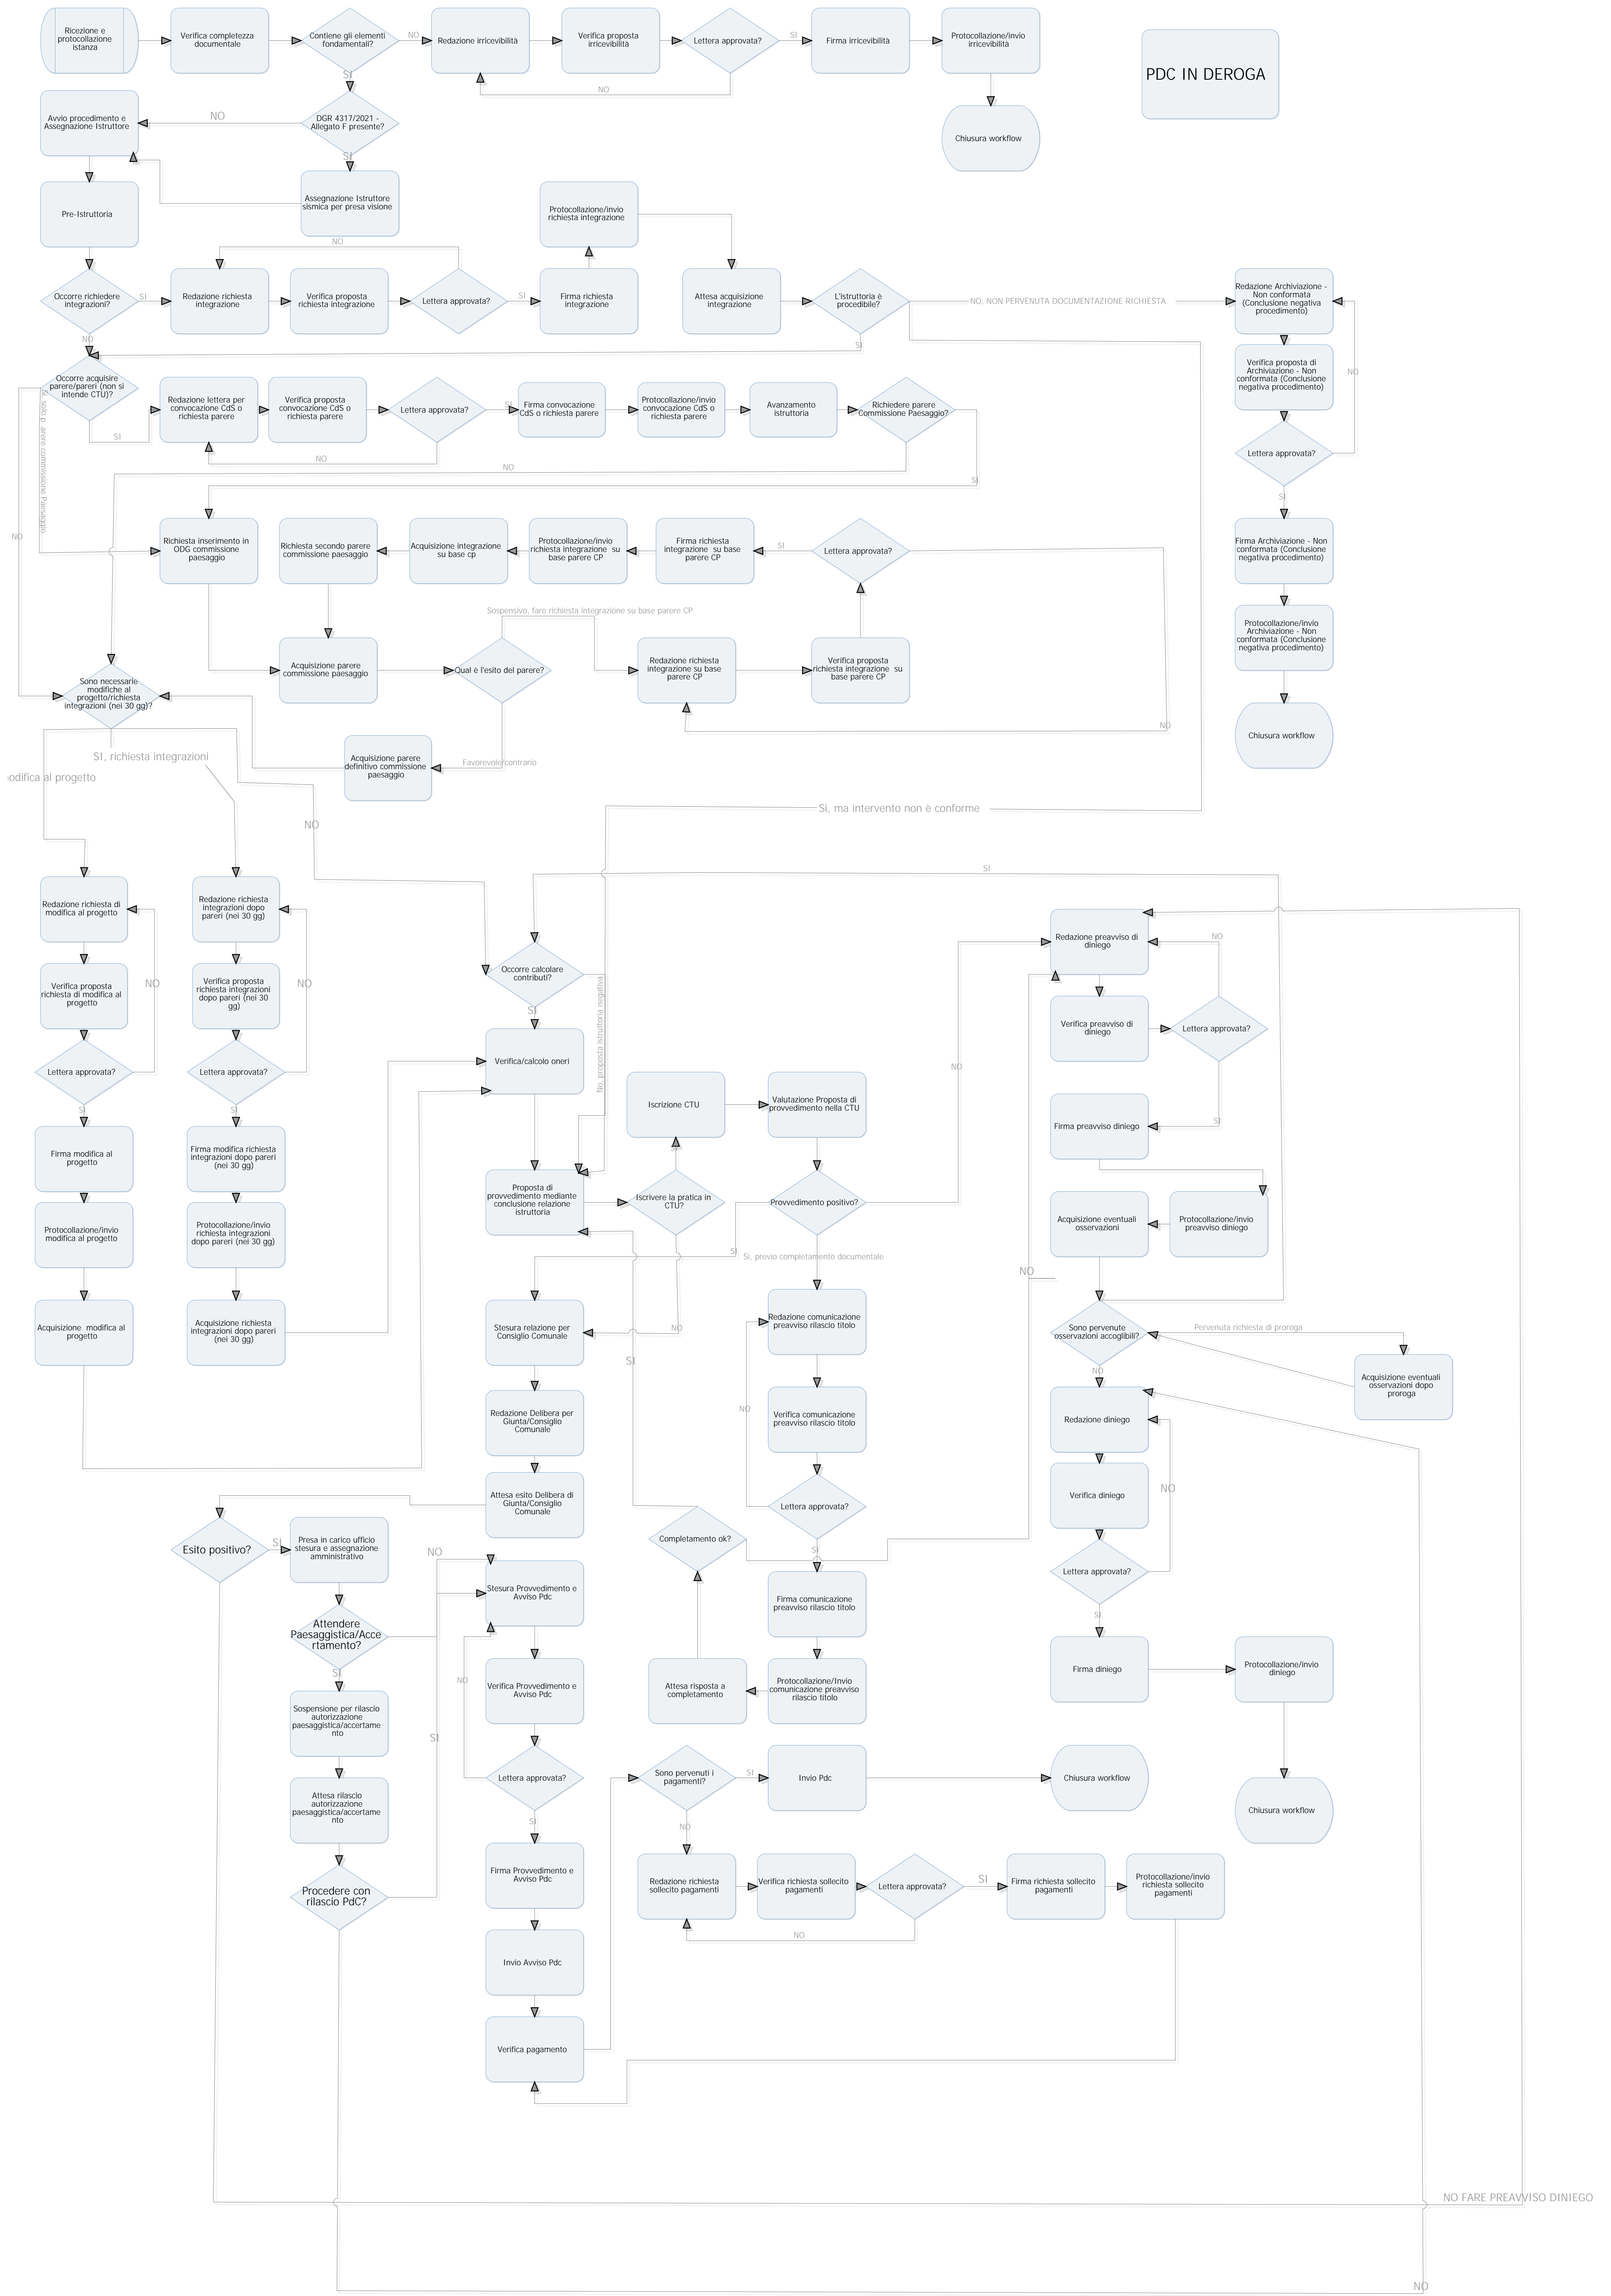 Ricezione e
protocollazione
istanza
Verifica completezza
documentale
Contiene gli elementi
fondamentali?
NO
Redazione irricevibilità
Verifica proposta
irricevibilità
Lettera approvata?
SI
Firma irricevibilità
Protocollazione/invio
irricevibilità
PDC IN DEROGA
SI
NO
Avvio procedimento e
Assegnazione Istruttore
NO
DGR 4317/2021 -
Allegato F presente?
Chiusura workflow
SI
Assegnazione Istruttore
sismica per presa visione
Pre-Istruttoria
Protocollazione/invio
richiesta integrazione
NO
Occorre richiedere
integrazioni?
SI
Redazione richiesta
integrazione
Verifica proposta
richiesta integrazione
Lettera approvata?
SI
Firma richiesta
integrazione
Attesa acquisizione
integrazione
L'istruttoria è
procedibile?
NO, NON PERVENUTA DOCUMENTAZIONE RICHIESTA
Redazione Archiviazione -
Non conformata
(Conclusione negativa
procedimento)
NO
SI
Verifica proposta di
Archiviazione - Non
conformata (Conclusione
negativa procedimento)
NO
Occorre acquisire
parere/pareri (non si
intende CTU)?
SI
Redazione lettera per
convocazione CdS o
richiesta parere
Verifica proposta
convocazione CdS o
richiesta parere
Lettera approvata?
SI
Firma convocazione
CdS o richiesta parere
Protocollazione/invio
convocazione CdS o
richiesta parere
Avanzamento
istruttoria
Richiedere parere
Commissione Paesaggio?
Lettera approvata?
SI
NO
NO
SI
solo p arere commissione Paesaggio
NO
Richiesta inserimento in
ODG commissione
paesaggio
Richiesta secondo parere
commissione paesaggio
Acquisizione integrazione
su base cp
Protocollazione/invio
richiesta integrazione su
base parere CP
Firma richiesta
integrazione su base
parere CP
SI
Lettera approvata?
Firma Archiviazione - Non
conformata (Conclusione
negativa procedimento)
Sospensivo, fare richiesta integrazione su base parere CP
Acquisizione parere
commissione paesaggio
Qual è l'esito del parere?
Redazione richiesta
integrazione su base
parere CP
Verifica proposta
richiesta integrazione su
base parere CP
Protocollazione/invio
Archiviazione - Non
conformata (Conclusione
negativa procedimento)
Sono necessarie
modifiche al
progetto/richiesta
integrazioni (nei 30 gg)?
NO
Chiusura workflow
SI, richiesta integrazioni
odifica al progetto
Acquisizione parere
definitivo commissione
paesaggio
Favorevole/contrario
Sì, ma intervento non è conforme
NO
SI
Redazione richiesta di
modifica al progetto
Redazione richiesta
integrazioni dopo
pareri (nei 30 gg)
Redazione preavviso di
diniego
NO
Verifica proposta
richiesta di modifica al
progetto
NO
Verifica proposta
richiesta integrazioni
dopo pareri (nei 30
gg)
NO
Occorre calcolare
contributi?
No, proposta istruttoria negativa
SI
Verifica preavviso di
diniego
Lettera approvata?
Lettera approvata?
Lettera approvata?
Verifica/calcolo oneri
NO
SI
SI
Iscrizione CTU
Valutazione Proposta di
provvedimento nella CTU
Firma preavviso diniego
SI
Firma modifica al
progetto
Firma modifica richiesta
integrazioni dopo pareri
(nei 30 gg)
SI
Proposta di
provvedimento mediante
conclusione relazione
istruttoria
Iscrivere la pratica in
CTU?
Provvedimento positivo?
Protocollazione/invio
modifica al progetto
Protocollazione/invio
richiesta integrazioni
dopo pareri (nei 30 gg)
Acquisizione eventuali
osservazioni
Protocollazione/invio
preavviso diniego
SI
Sì, previo completamento documentale
NO
Acquisizione modifica al
progetto
Acquisizione richiesta
integrazioni dopo pareri
(nei 30 gg)
Stesura relazione per
Consiglio Comunale
NO
Redazione comunicazione
preavviso rilascio titolo
Sono pervenute
osservazioni accoglibili?
Pervenuta richiesta di proroga
SI
NO
Acquisizione eventuali
osservazioni dopo
proroga
Redazione Delibera per
Giunta/Consiglio
Comunale
NO
Verifica comunicazione
preavviso rilascio titolo
Redazione diniego
Attesa esito Delibera di
Giunta/Consiglio
Comunale
Lettera approvata?
Verifica diniego
NO
Esito positivo?
SI
Presa in carico ufficio
stesura e assegnazione
amministrativo
NO
Completamento ok?
SI
Lettera approvata?
Stesura Provvedimento e
Avviso Pdc
Firma comunicazione
preavviso rilascio titolo
SI
Attendere
Paesaggistica/Acce
rtamento?
SI
NO
Verifica Provvedimento e
Avviso Pdc
Attesa risposta a
completamento
Protocollazione/Invio
comunicazione preavviso
rilascio titolo
Firma diniego
Protocollazione/invio
diniego
Sospensione per rilascio
autorizzazione
paesaggistica/accertame
nto
SI
Lettera approvata?
Sono pervenuti i
pagamenti?
SI
Invio Pdc
Chiusura workflow
Attesa rilascio
autorizzazione
paesaggistica/accertame
nto
SI
NO
Chiusura workflow
Procedere con
rilascio PdC?
Firma Provvedimento e
Avviso Pdc
Redazione richiesta
sollecito pagamenti
Verifica richiesta sollecito
pagamenti
Lettera approvata?
SI
Firma richiesta sollecito
pagamenti
Protocollazione/invio
richiesta sollecito
pagamenti
NO
Invio Avviso Pdc
Verifica pagamento
NO FARE PREAVVISO DINIEGO
NO